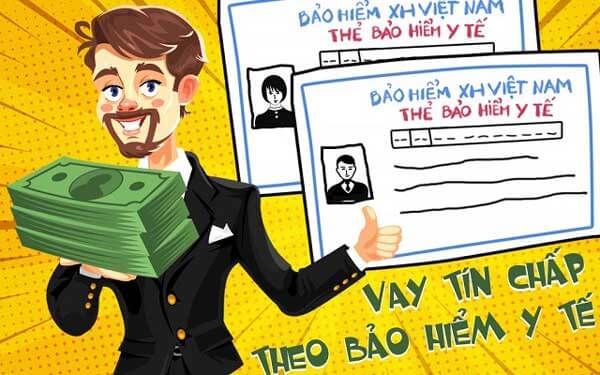 BẢO HIỂM XH VIỆT NAM
THẺ BẢO HIỂM Y TẾ
BẢO HIỂM XH VIỆT NAM
THẺ BẢO HIỂM Y TẾ
VAY TÍN CHẤP
THEO BẢO HIỂM Y TẾ